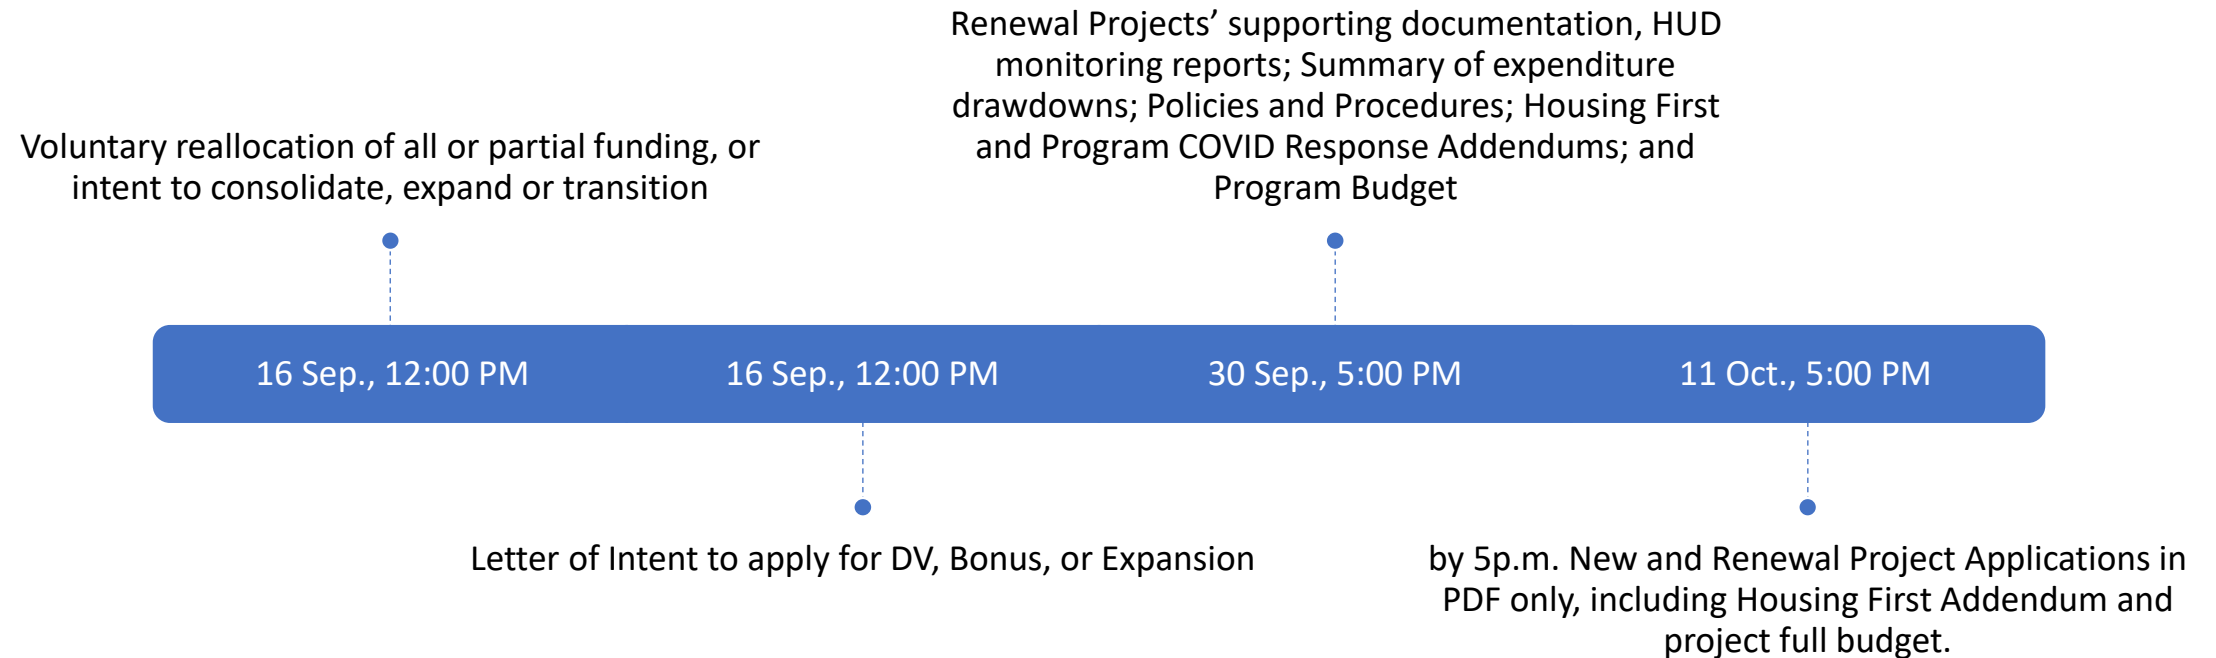 Renewal Projects’ supporting documentation, HUD
monitoring reports; Summary of expenditure
drawdowns; Policies and Procedures; Housing First
and Program COVID Response Addendums; and
Program Budget
Voluntary reallocation of all or partial funding, or
intent to consolidate, expand or transition
16 Sep., 12:00 PM
16 Sep., 12:00 PM
30 Sep., 5:00 PM
11 Oct., 5:00 PM
Letter of Intent to apply for DV, Bonus, or Expansion
by 5p.m. New and Renewal Project Applications in
PDF only, including Housing First Addendum and
project full budget.